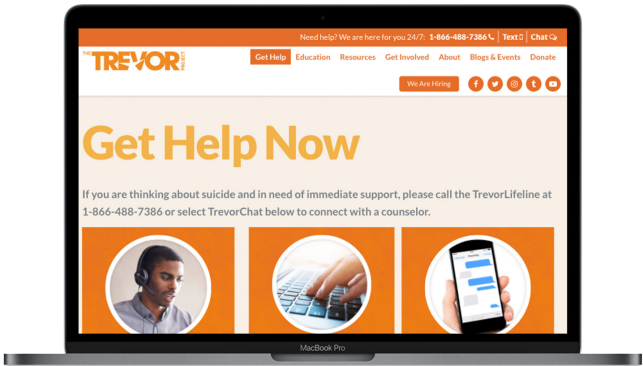 Need help? We are here for you 24/7: 1-866-488-7386 Text Chat
THE TREVOR PROJECT
Get Help Education Resources Get Involved About Blogs & Events Donate
We Are Hiring
Get Help Now
If you are thinking about suicide and in need of immediate support, please call the TrevorLifeline at
1-866-488-7386 or select TrevorChat below to connect with a counselor.
MacBook Pro